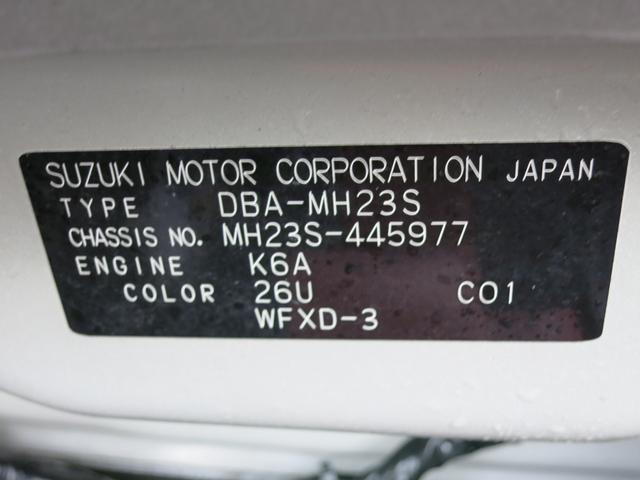 SUZUKI MOTOR CORPORATION JAPAN
TYPE DBA-MH23S
CHASSIS NO. MH23S-445977
ENGINE K6A
COLOR 26U C01
WFXD-3